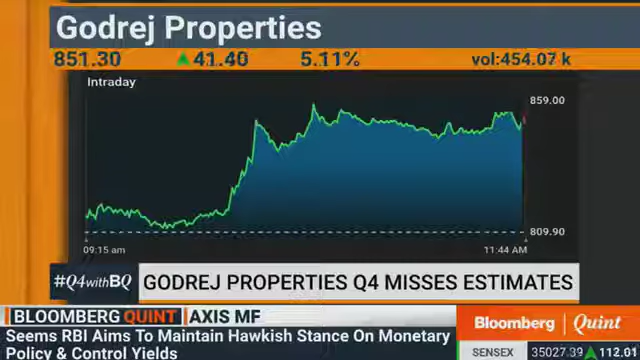 Godrej Properties
851.30 ▲ 41.40 5.11% vol:454.07 k
Intraday
859.00
809.90
09:15 am 11:44 AM
#Q4withBQ GODREJ PROPERTIES Q4 MISSES ESTIMATES
BLOOMBERG QUINT AXIS MF
Seems RBI Aims To Maintain Hawkish Stance On Monetary
Policy & Control Yields
Bloomberg Quint
SENSEX 35027.39 ▲ 112.01